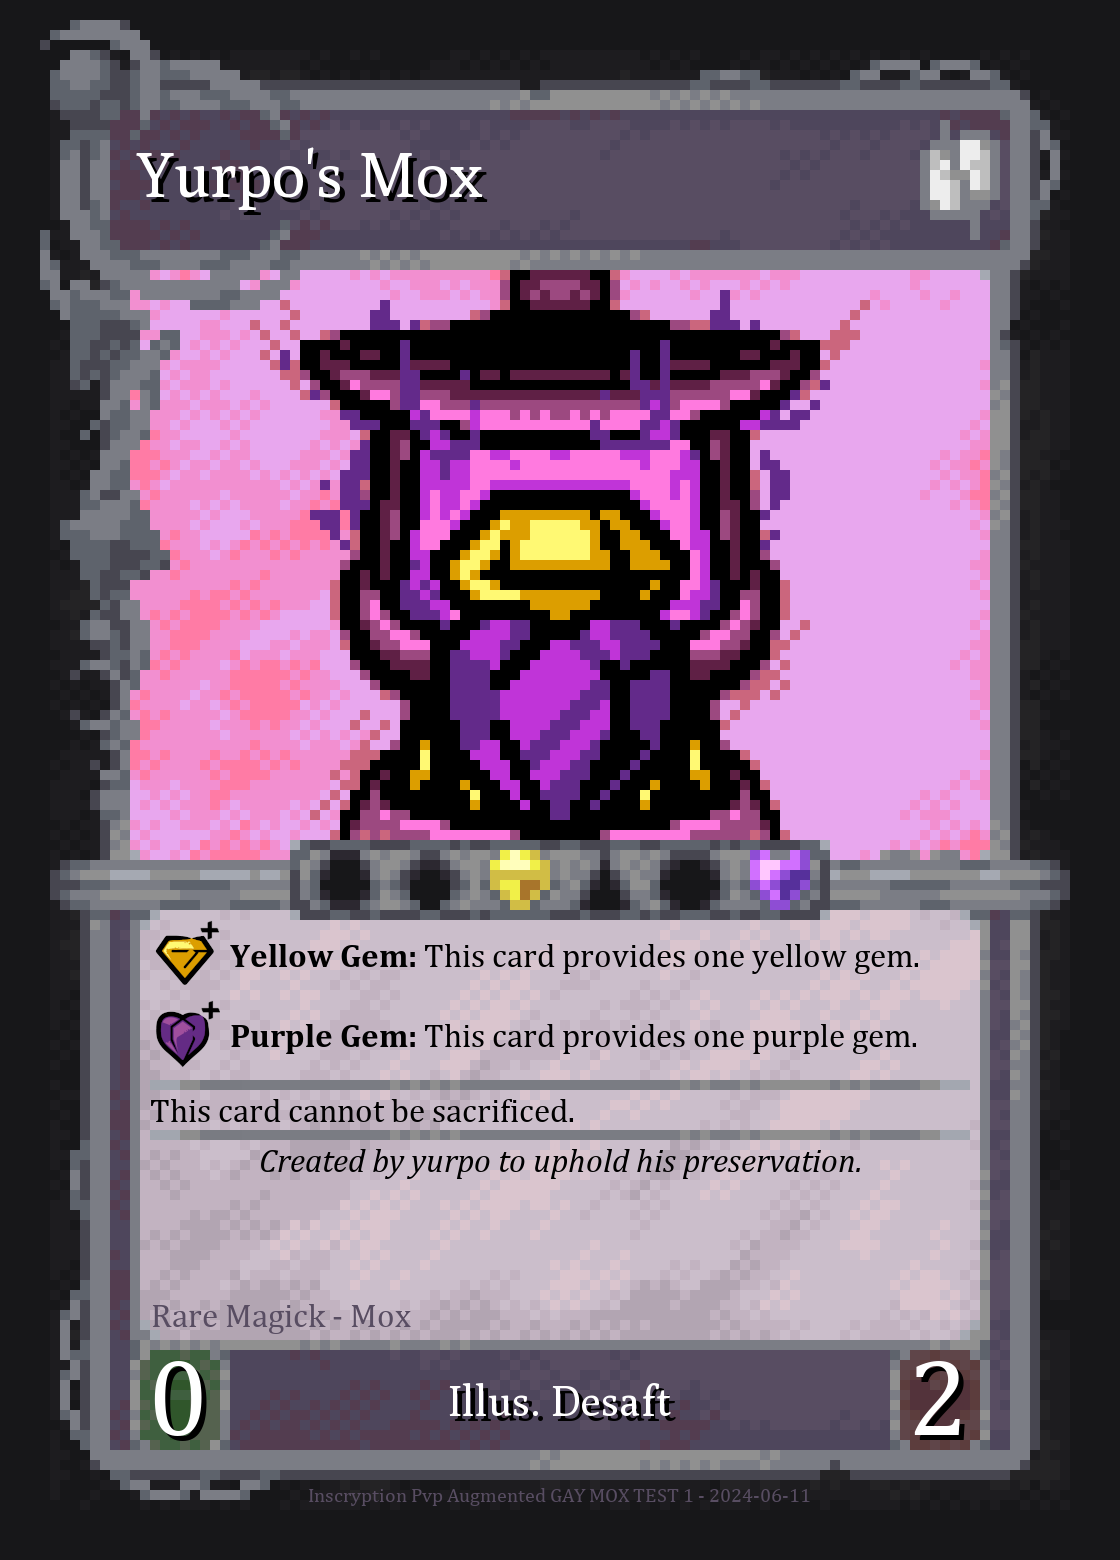 Yurpo's Mox
Yellow Gem: This card provides one yellow gem.
Purple Gem: This card provides one purple gem.
This card cannot be sacrificed.
Created by yurpo to uphold his preservation.
Rare Magick - Mox
0
Illus. Desaft
2
Inscryption Pvp Augmented GAY MOX TEST 1 - 2024-06-11